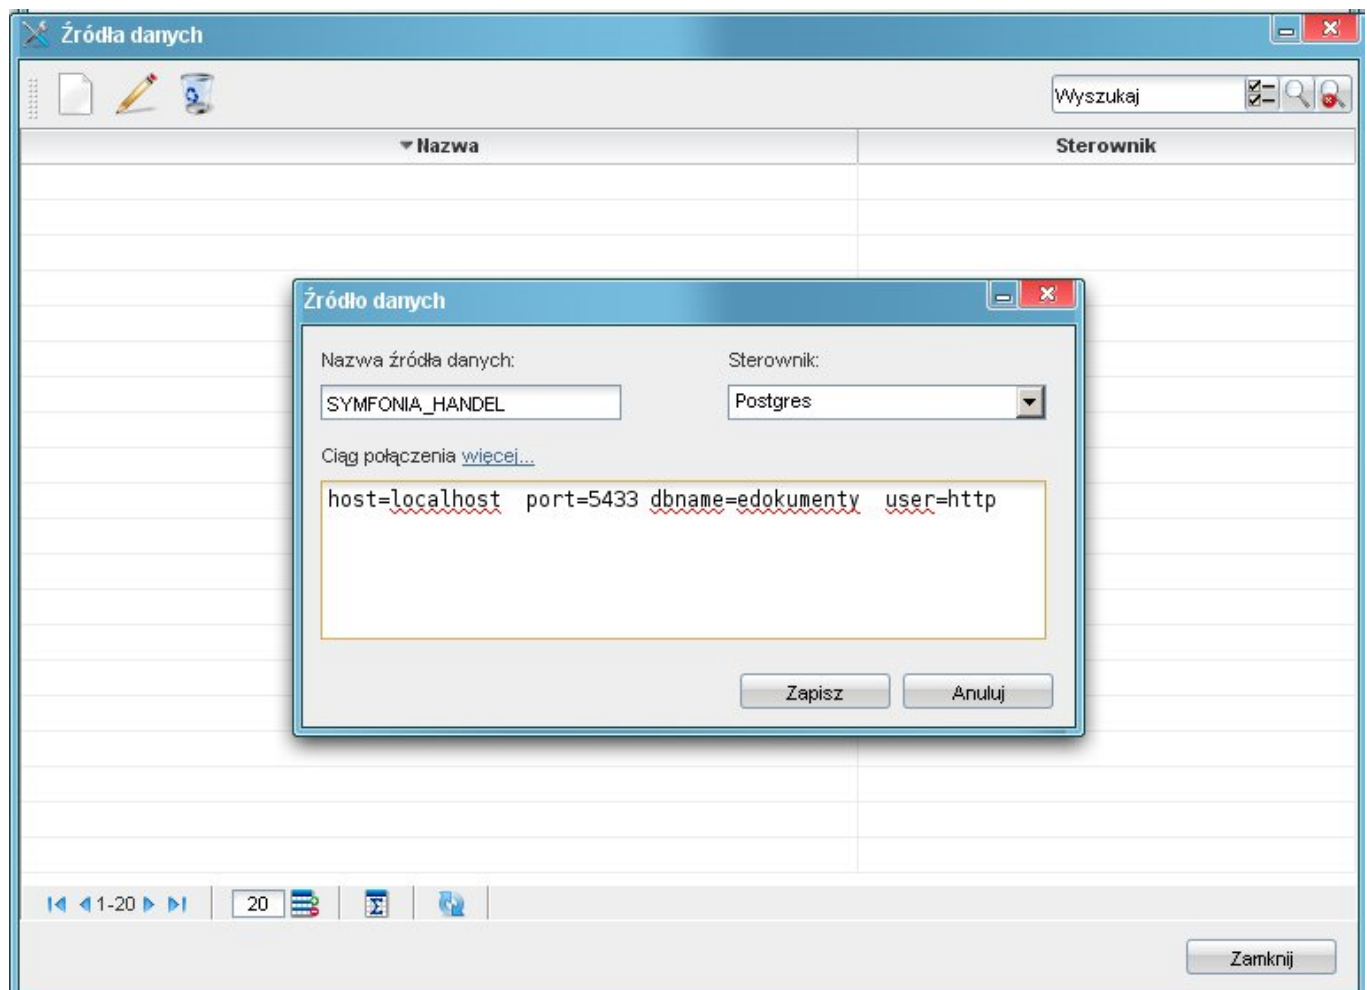 Źródła danych
Wyszukaj
Nazwa Sterownik
Źródło danych
Nazwa źródła danych: Sterownik:
SYMFONIA_HANDEL Postgres
Ciąg połączenia więcej...
host=localhost  port=5433 dbname=edokumenty  user=http
Zapisz Anuluj
1-20 20
Zamknij